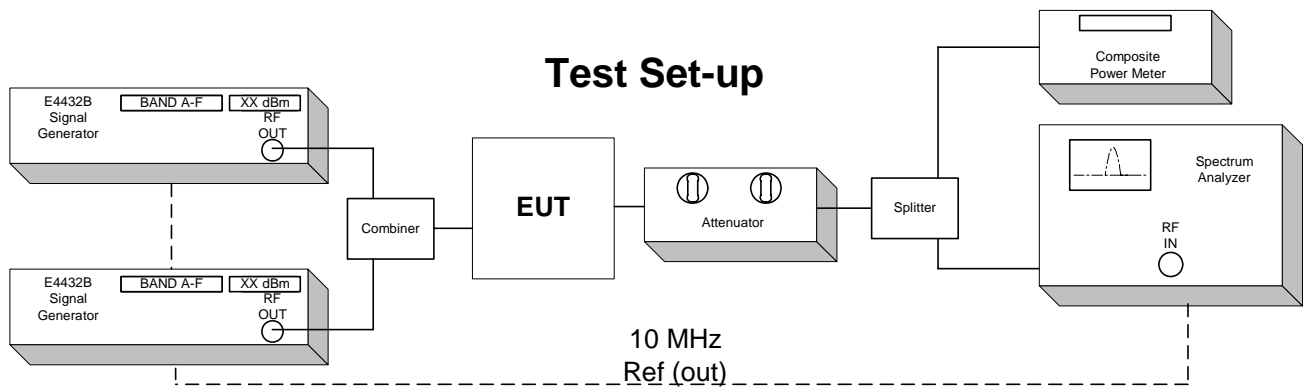 Test Set-up
E4432B
Signal
Generator
BAND A-F
XX dBm
RF
OUT
E4432B
Signal
Generator
BAND A-F
XX dBm
RF
OUT
Combiner
EUT
Attenuator
Splitter
Composite
Power Meter
Spectrum
Analyzer
RF
IN
10 MHz
Ref (out)